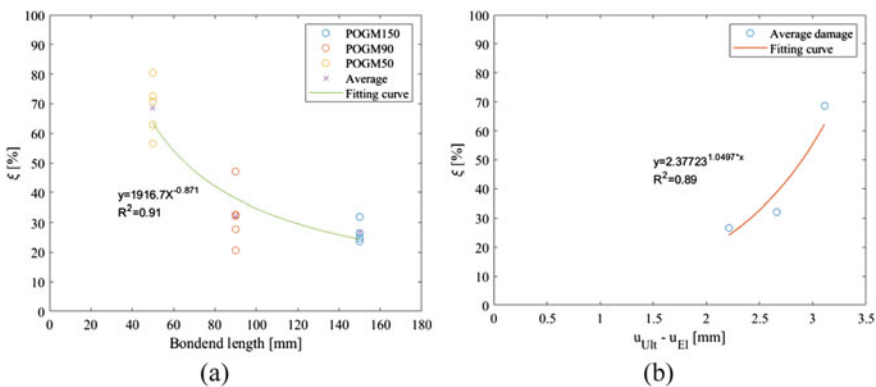 100
90
80
70
60
50
40
30
20
10
0
ξ [%]
POGM150
POGM90
POGM50
Average
Fitting curve
y=1916.7X^-0.871
R²=0.91
0 20 40 60 80 100 120 140 160 180
Bondend length [mm]
(a)
100
90
80
70
60
50
40
30
20
10
0
ξ [%]
Average damage
Fitting curve
y=2.37723^1.0497*x
R²=0.89
0 0.5 1 1.5 2 2.5 3 3.5
u_Ult - u_El [mm]
(b)